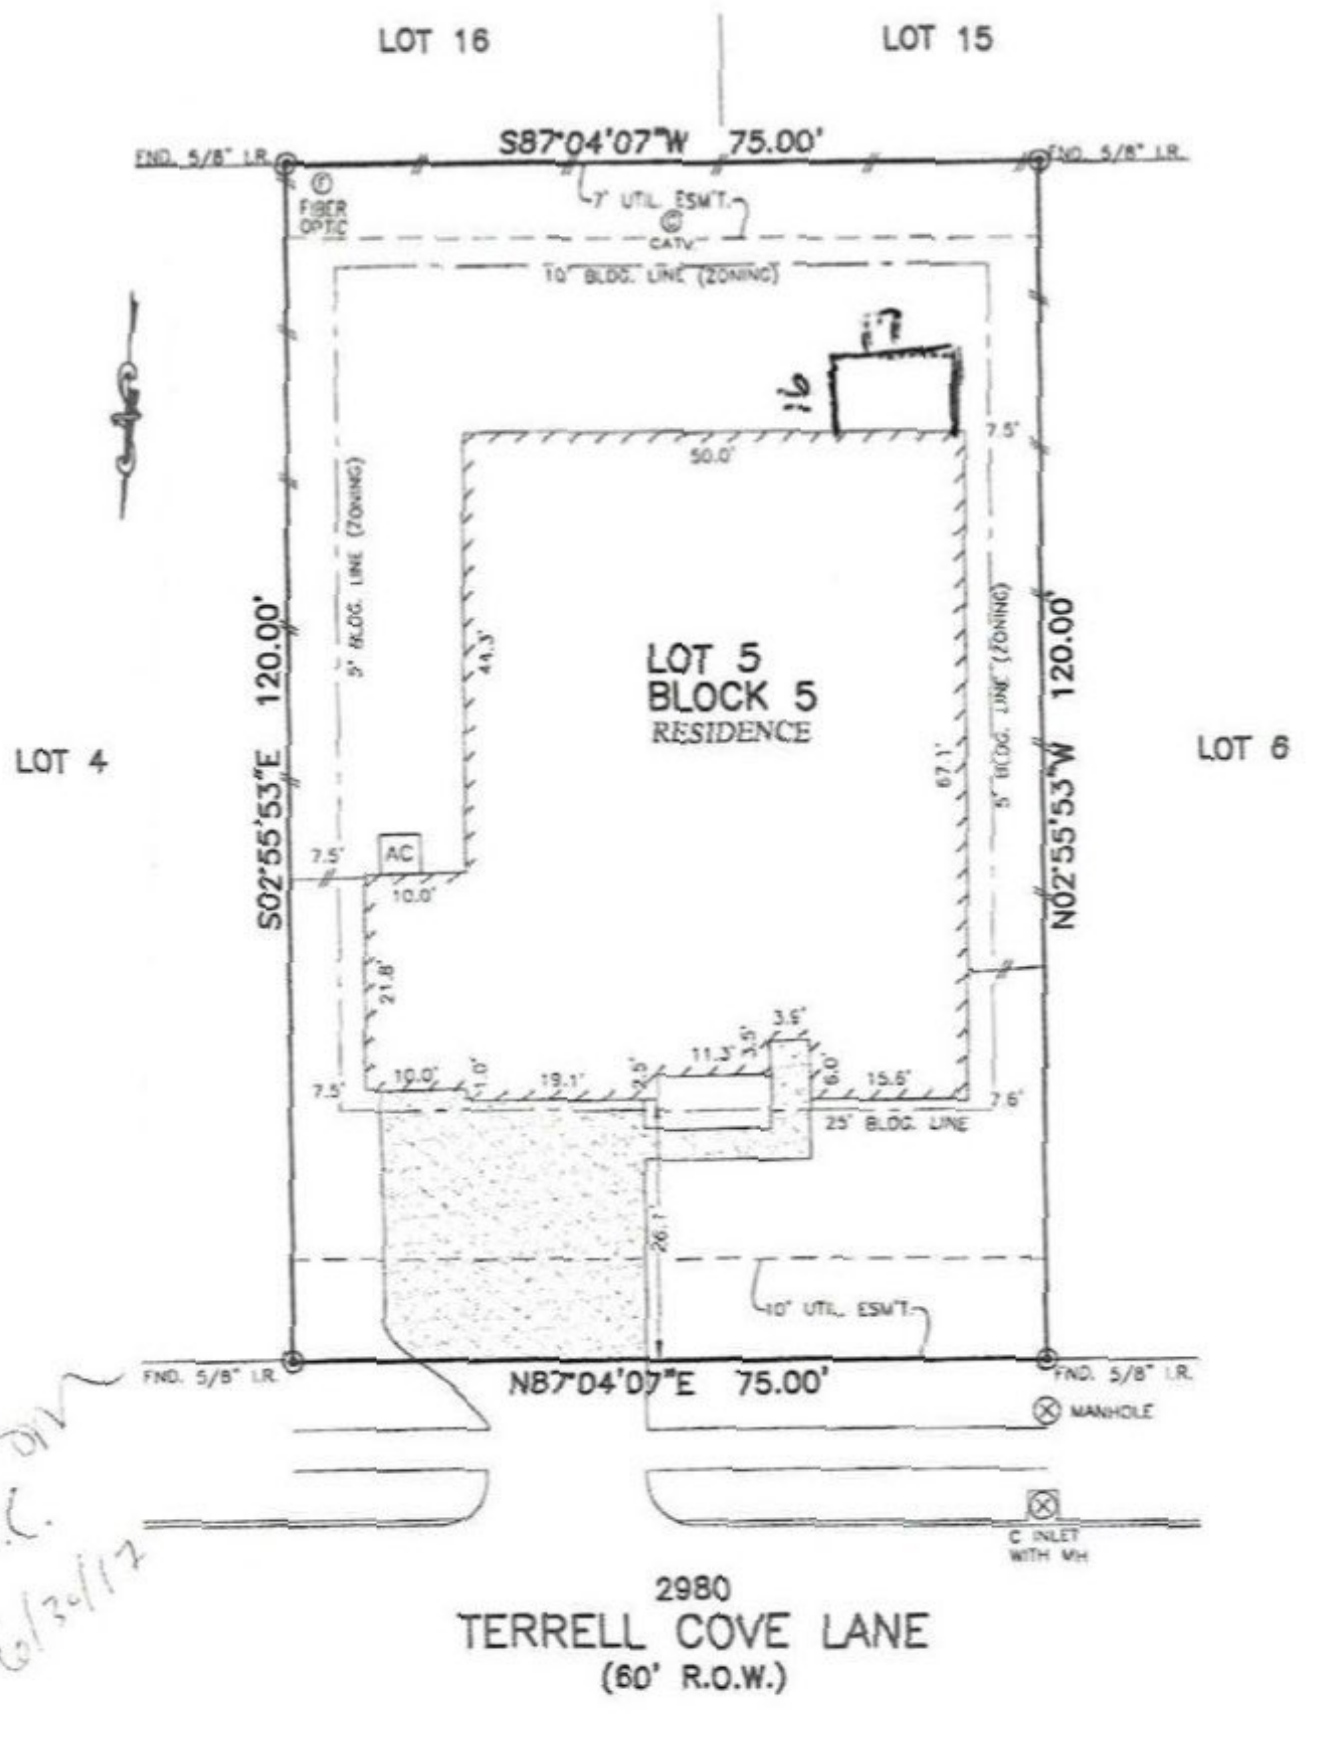 LOT 16
LOT 15
S87°04'07"W 75.00'
FND. 5/8" I.R.
FND. 5/8" I.R.
F
FIBER
OPTIC
7' UTIL. ESM'T.
C
CATV
10' BLDG. LINE (ZONING)
16
7.5'
50.0'
5' BLDG. LINE (ZONING)
44.3'
S02°55'53"E 120.00'
LOT 5
BLOCK 5
RESIDENCE
67.1'
5' BLDG. LINE (ZONING)
N02°55'53"W 120.00'
LOT 4
LOT 6
7.5'
AC
10.0'
21.8'
3.5'
11.3'
6.0'
10.0'
1.0'
19.1'
2.5'
15.6'
7.5'
7.6'
25' BLDG. LINE
26.1'
10' UTIL. ESM'T.
FND. 5/8" I.R.
N87°04'07"E 75.00'
FND. 5/8" I.R.
MANHOLE
C INLET
WITH MH
6/30/17
2980
TERRELL COVE LANE
(60' R.O.W.)